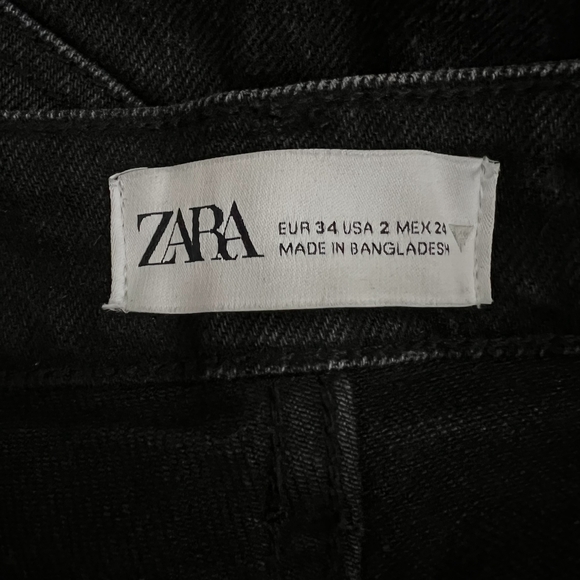 ZARA
EUR 34 USA 2 MEX 24
MADE IN BANGLADESH